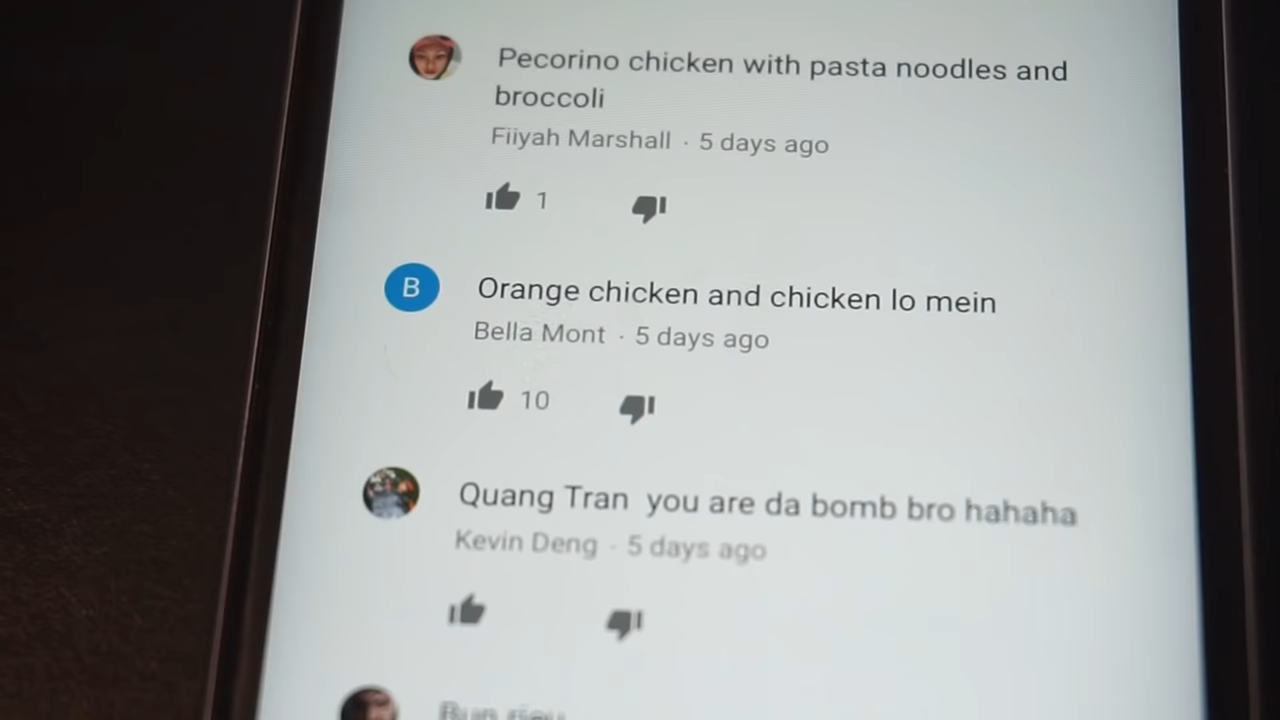 Pecorino chicken with pasta noodles and
broccoli
Fiiyah Marshall · 5 days ago
1
B
Orange chicken and chicken lo mein
Bella Mont · 5 days ago
10
Quang Tran you are da bomb bro hahaha
Kevin Deng · 5 days ago
Bun